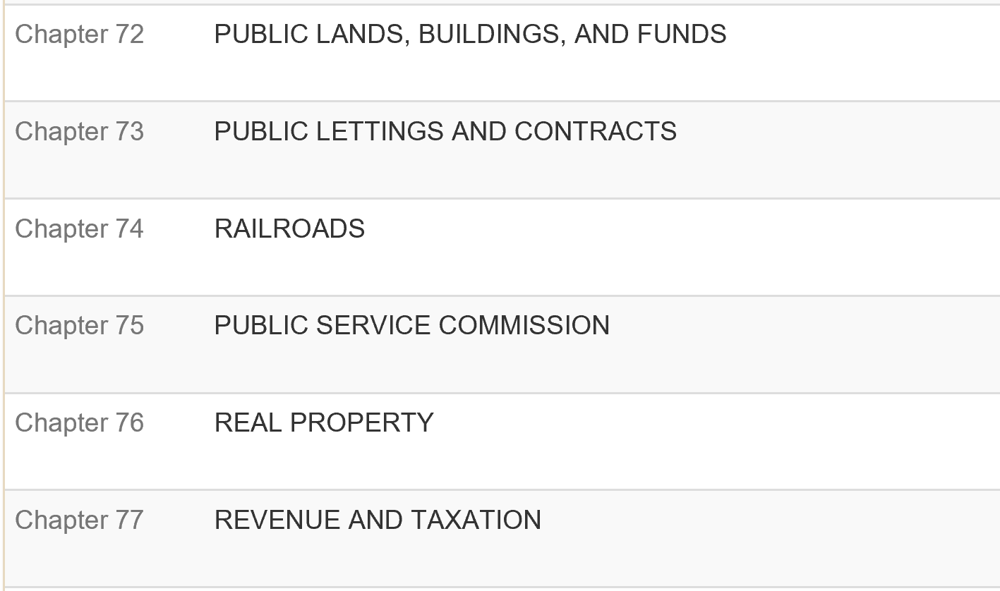 Chapter 72 PUBLIC LANDS, BUILDINGS, AND FUNDS
Chapter 73 PUBLIC LETTINGS AND CONTRACTS
Chapter 74 RAILROADS
Chapter 75 PUBLIC SERVICE COMMISSION
Chapter 76 REAL PROPERTY
Chapter 77 REVENUE AND TAXATION